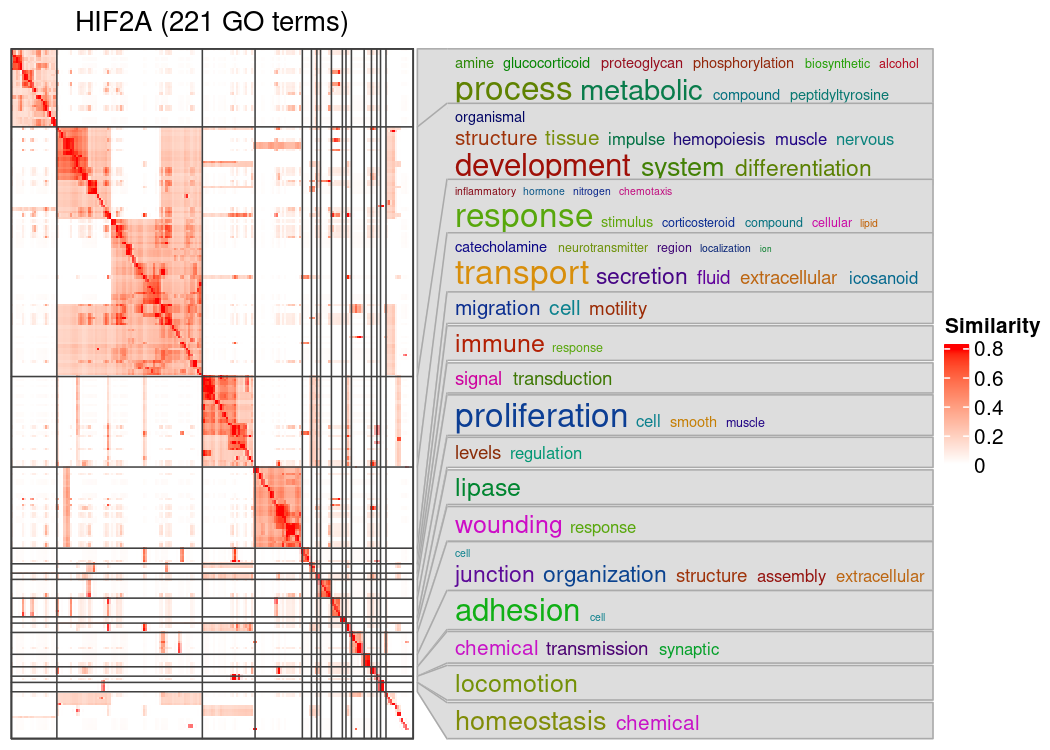 HIF2A (221 GO terms)
amine glucocorticoid proteoglycan phosphorylation biosynthetic alcohol
process metabolic compound peptidyltyrosine
organismal
structure tissue impulse hemopoiesis muscle nervous
development system differentiation
inflammatory hormone nitrogen chemotaxis
response stimulus corticosteroid compound cellular lipid
catecholamine neurotransmitter region localization ion
transport secretion fluid extracellular icosanoid
migration cell motility
immune response
signal transduction
proliferation cell smooth muscle
levels regulation
lipase
wounding response
cell
junction organization structure assembly extracellular
adhesion cell
chemical transmission synaptic
locomotion
homeostasis chemical
Similarity
0.8
0.6
0.4
0.2
0